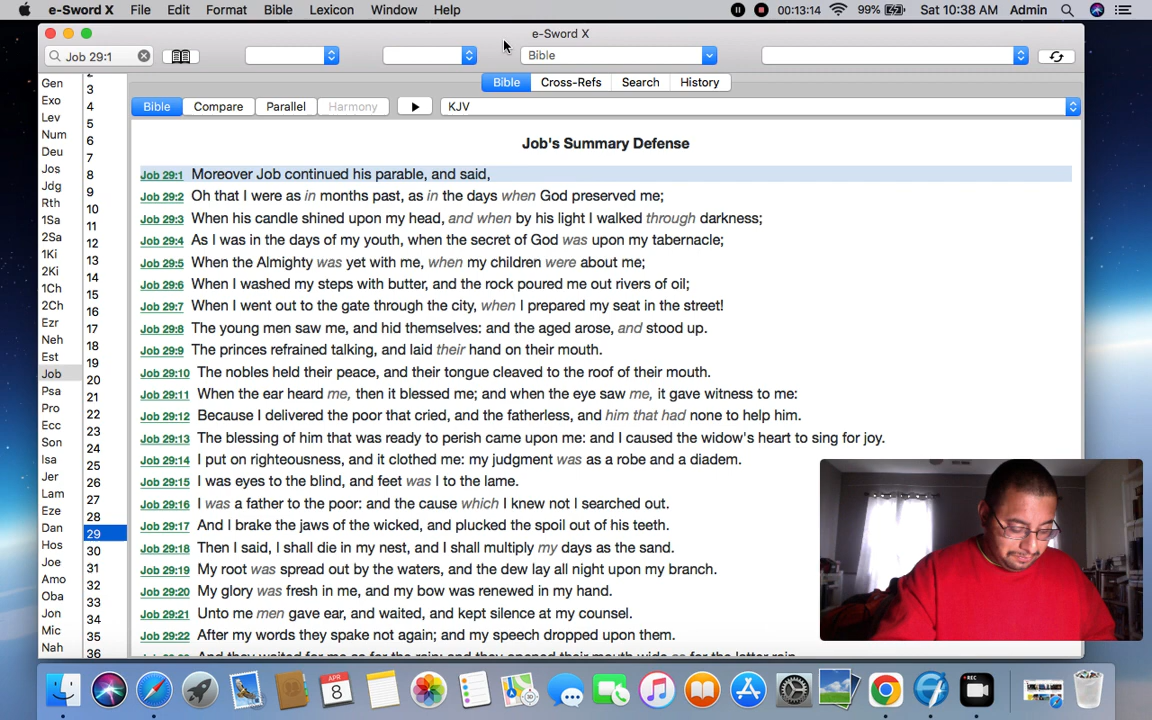 e-Sword X File Edit Format Bible Lexicon Window Help 00:13:14 99% Sat 10:38 AM Admin
e-Sword X
Job 29:1 Bible
Bible Cross-Refs Search History
Bible Compare Parallel Harmony KJV
Job's Summary Defense
Job 29:1 Moreover Job continued his parable, and said,
Job 29:2 Oh that I were as in months past, as in the days when God preserved me;
Job 29:3 When his candle shined upon my head, and when by his light I walked through darkness;
Job 29:4 As I was in the days of my youth, when the secret of God was upon my tabernacle;
Job 29:5 When the Almighty was yet with me, when my children were about me;
Job 29:6 When I washed my steps with butter, and the rock poured me out rivers of oil;
Job 29:7 When I went out to the gate through the city, when I prepared my seat in the street!
Job 29:8 The young men saw me, and hid themselves: and the aged arose, and stood up.
Job 29:9 The princes refrained talking, and laid their hand on their mouth.
Job 29:10 The nobles held their peace, and their tongue cleaved to the roof of their mouth.
Job 29:11 When the ear heard me, then it blessed me; and when the eye saw me, it gave witness to me:
Job 29:12 Because I delivered the poor that cried, and the fatherless, and him that had none to help him.
Job 29:13 The blessing of him that was ready to perish came upon me: and I caused the widow's heart to sing for joy.
Job 29:14 I put on righteousness, and it clothed me: my judgment was as a robe and a diadem.
Job 29:15 I was eyes to the blind, and feet was I to the lame.
Job 29:16 I was a father to the poor: and the cause which I knew not I searched out.
Job 29:17 And I brake the jaws of the wicked, and plucked the spoil out of his teeth.
Job 29:18 Then I said, I shall die in my nest, and I shall multiply my days as the sand.
Job 29:19 My root was spread out by the waters, and the dew lay all night upon my branch.
Job 29:20 My glory was fresh in me, and my bow was renewed in my hand.
Job 29:21 Unto me men gave ear, and waited, and kept silence at my counsel.
Job 29:22 After my words they spake not again; and my speech dropped upon them.
Gen
Exo
Lev
Num
Deu
Jos
Jdg
Rth
1Sa
2Sa
1Ki
2Ki
1Ch
2Ch
Ezr
Neh
Est
Job
Psa
Pro
Ecc
Son
Isa
Jer
Lam
Eze
Dan
Hos
Joe
Amo
Oba
Jon
Mic
Nah
3
4
5
6
7
8
9
10
11
12
13
14
15
16
17
18
19
20
21
22
23
24
25
26
27
28
29
30
31
32
33
34
35
36
APR
8
REC